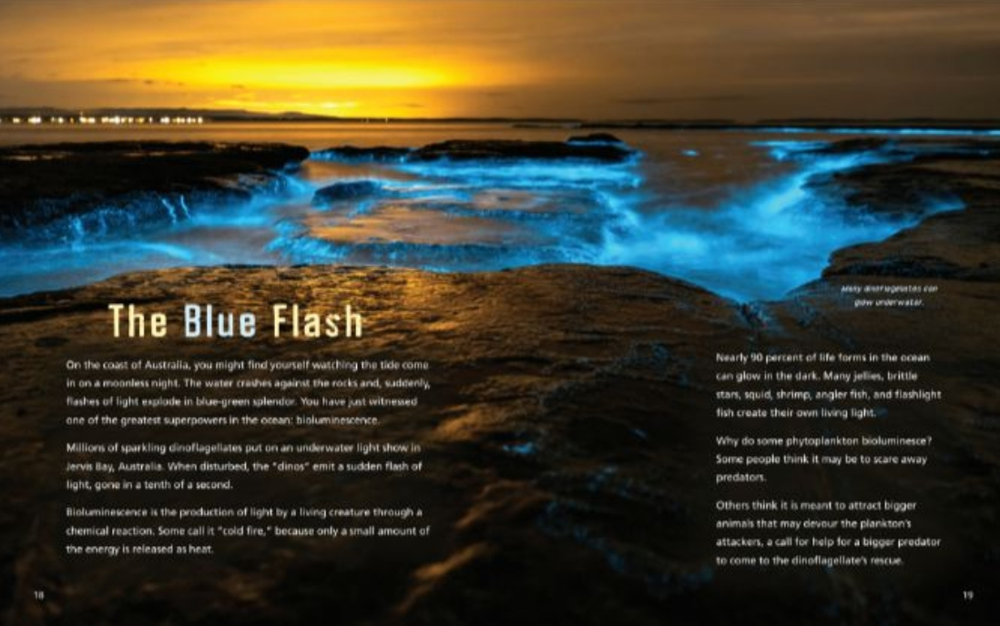 The Blue Flash
On the coast of Australia, you might find yourself watching the tide come
in on a moonless night. The water crashes against the rocks and, suddenly,
flashes of light explode in blue-green splendor. You have just witnessed
one of the greatest superpowers in the ocean: bioluminescence.
Millions of sparkling dinoflagellates put on an underwater light show in
Jervis Bay, Australia. When disturbed, the "dinos" emit a sudden flash of
light, gone in a tenth of a second.
Bioluminescence is the production of light by a living creature through a
chemical reaction. Some call it "cold fire," because only a small amount of
the energy is released as heat.
18
Many dinoflagellates can
glow underwater.
Nearly 90 percent of life forms in the ocean
can glow in the dark. Many jellies, brittle
stars, squid, shrimp, angler fish, and flashlight
fish create their own living light.
Why do some phytoplankton bioluminesce?
Some people think it may be to scare away
predators.
Others think it is meant to attract bigger
animals that may devour the plankton's
attackers, a call for help for a bigger predator
to come to the dinoflagellate's rescue.
19